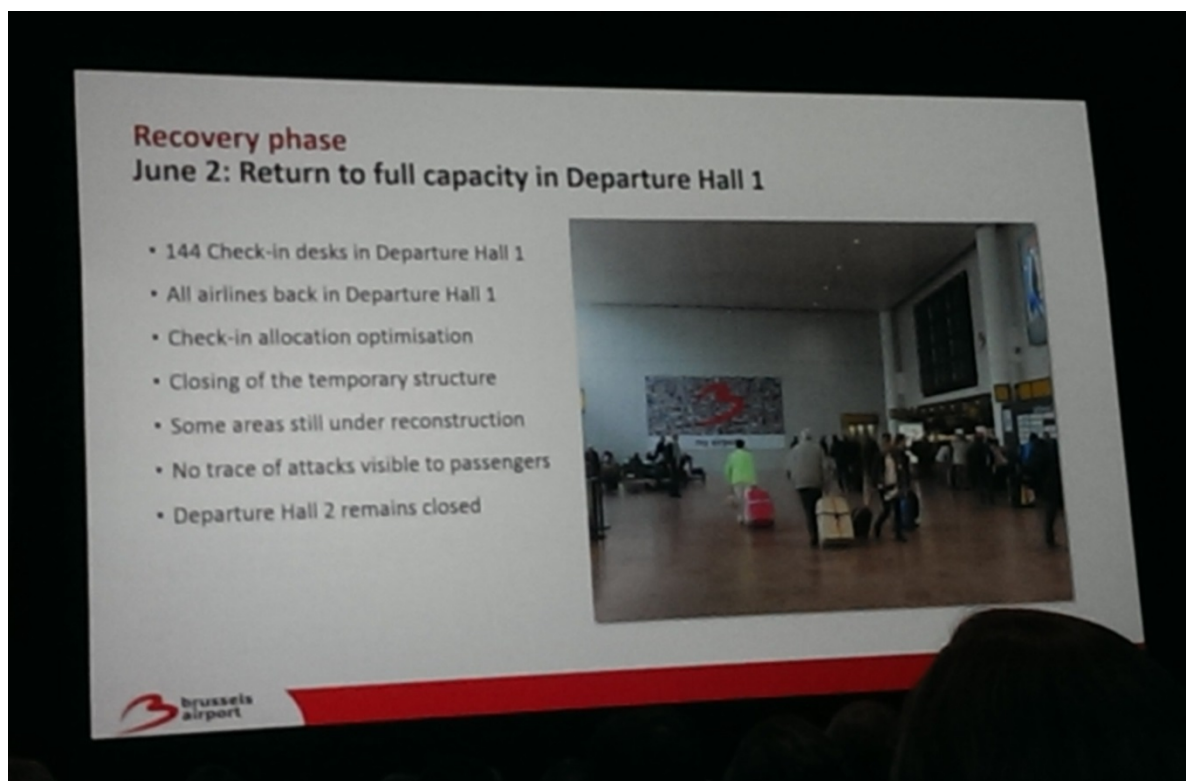 Recovery phase
June 2: Return to full capacity in Departure Hall 1
• 144 Check-in desks in Departure Hall 1
• All airlines back in Departure Hall 1
• Check-in allocation optimisation
• Closing of the temporary structure
• Some areas still under reconstruction
• No trace of attacks visible to passengers
• Departure Hall 2 remains closed
my airport
brussels
airport